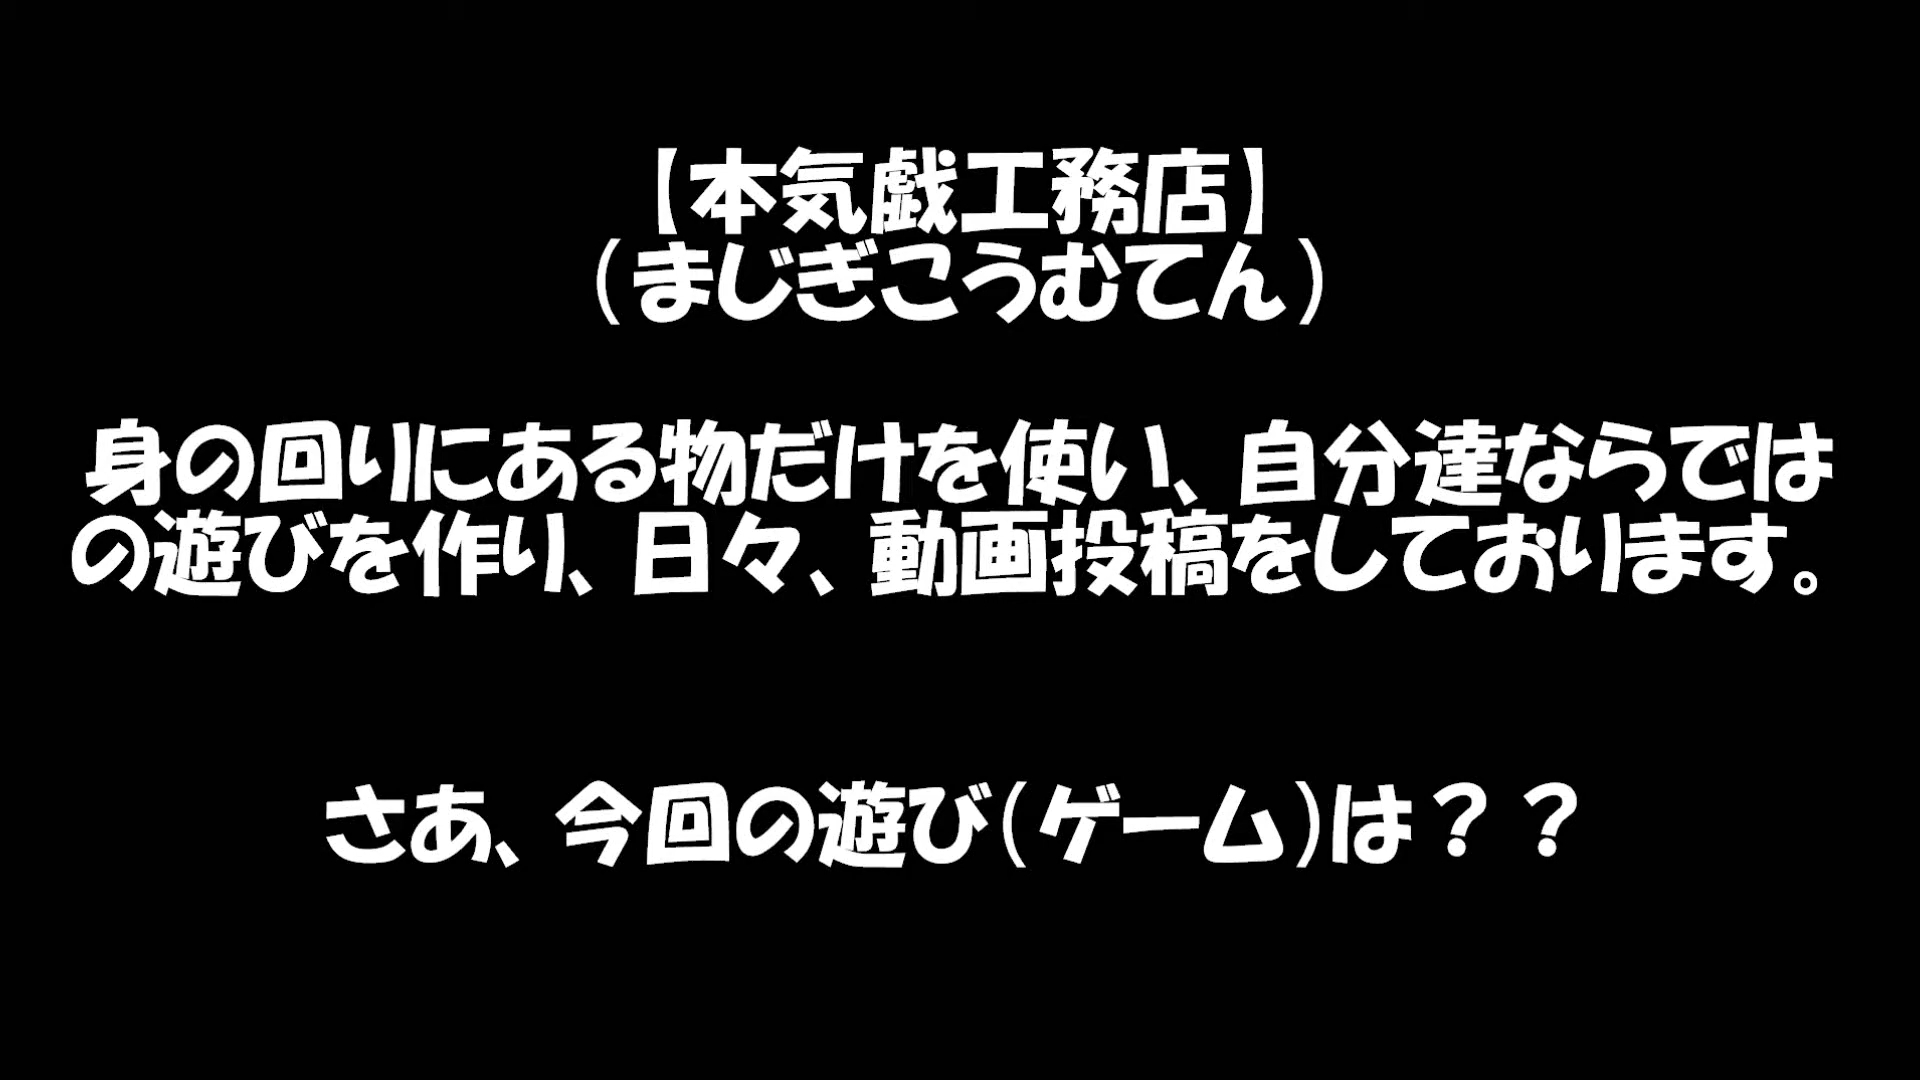 【本気戯工務店】
(まじぎこうむてん)
身の回りにある物だけを使い、自分達ならでは
の遊びを作り、日々、動画投稿をしております。
さあ、今回の遊び(ゲーム)は？？